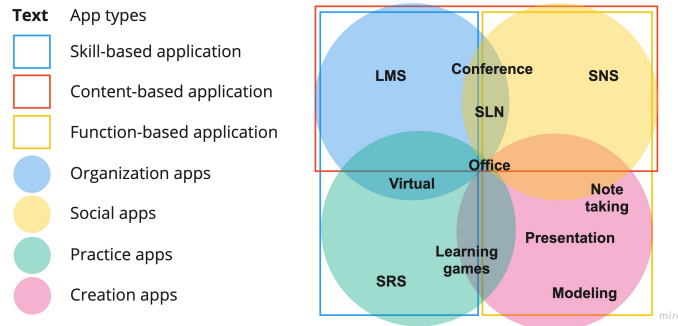 Text App types
Skill-based application
Content-based application
Function-based application
Organization apps
Social apps
Practice apps
Creation apps
LMS
Conference
SNS
SLN
Office
Virtual
Note
taking
Presentation
Learning
games
SRS
Modeling